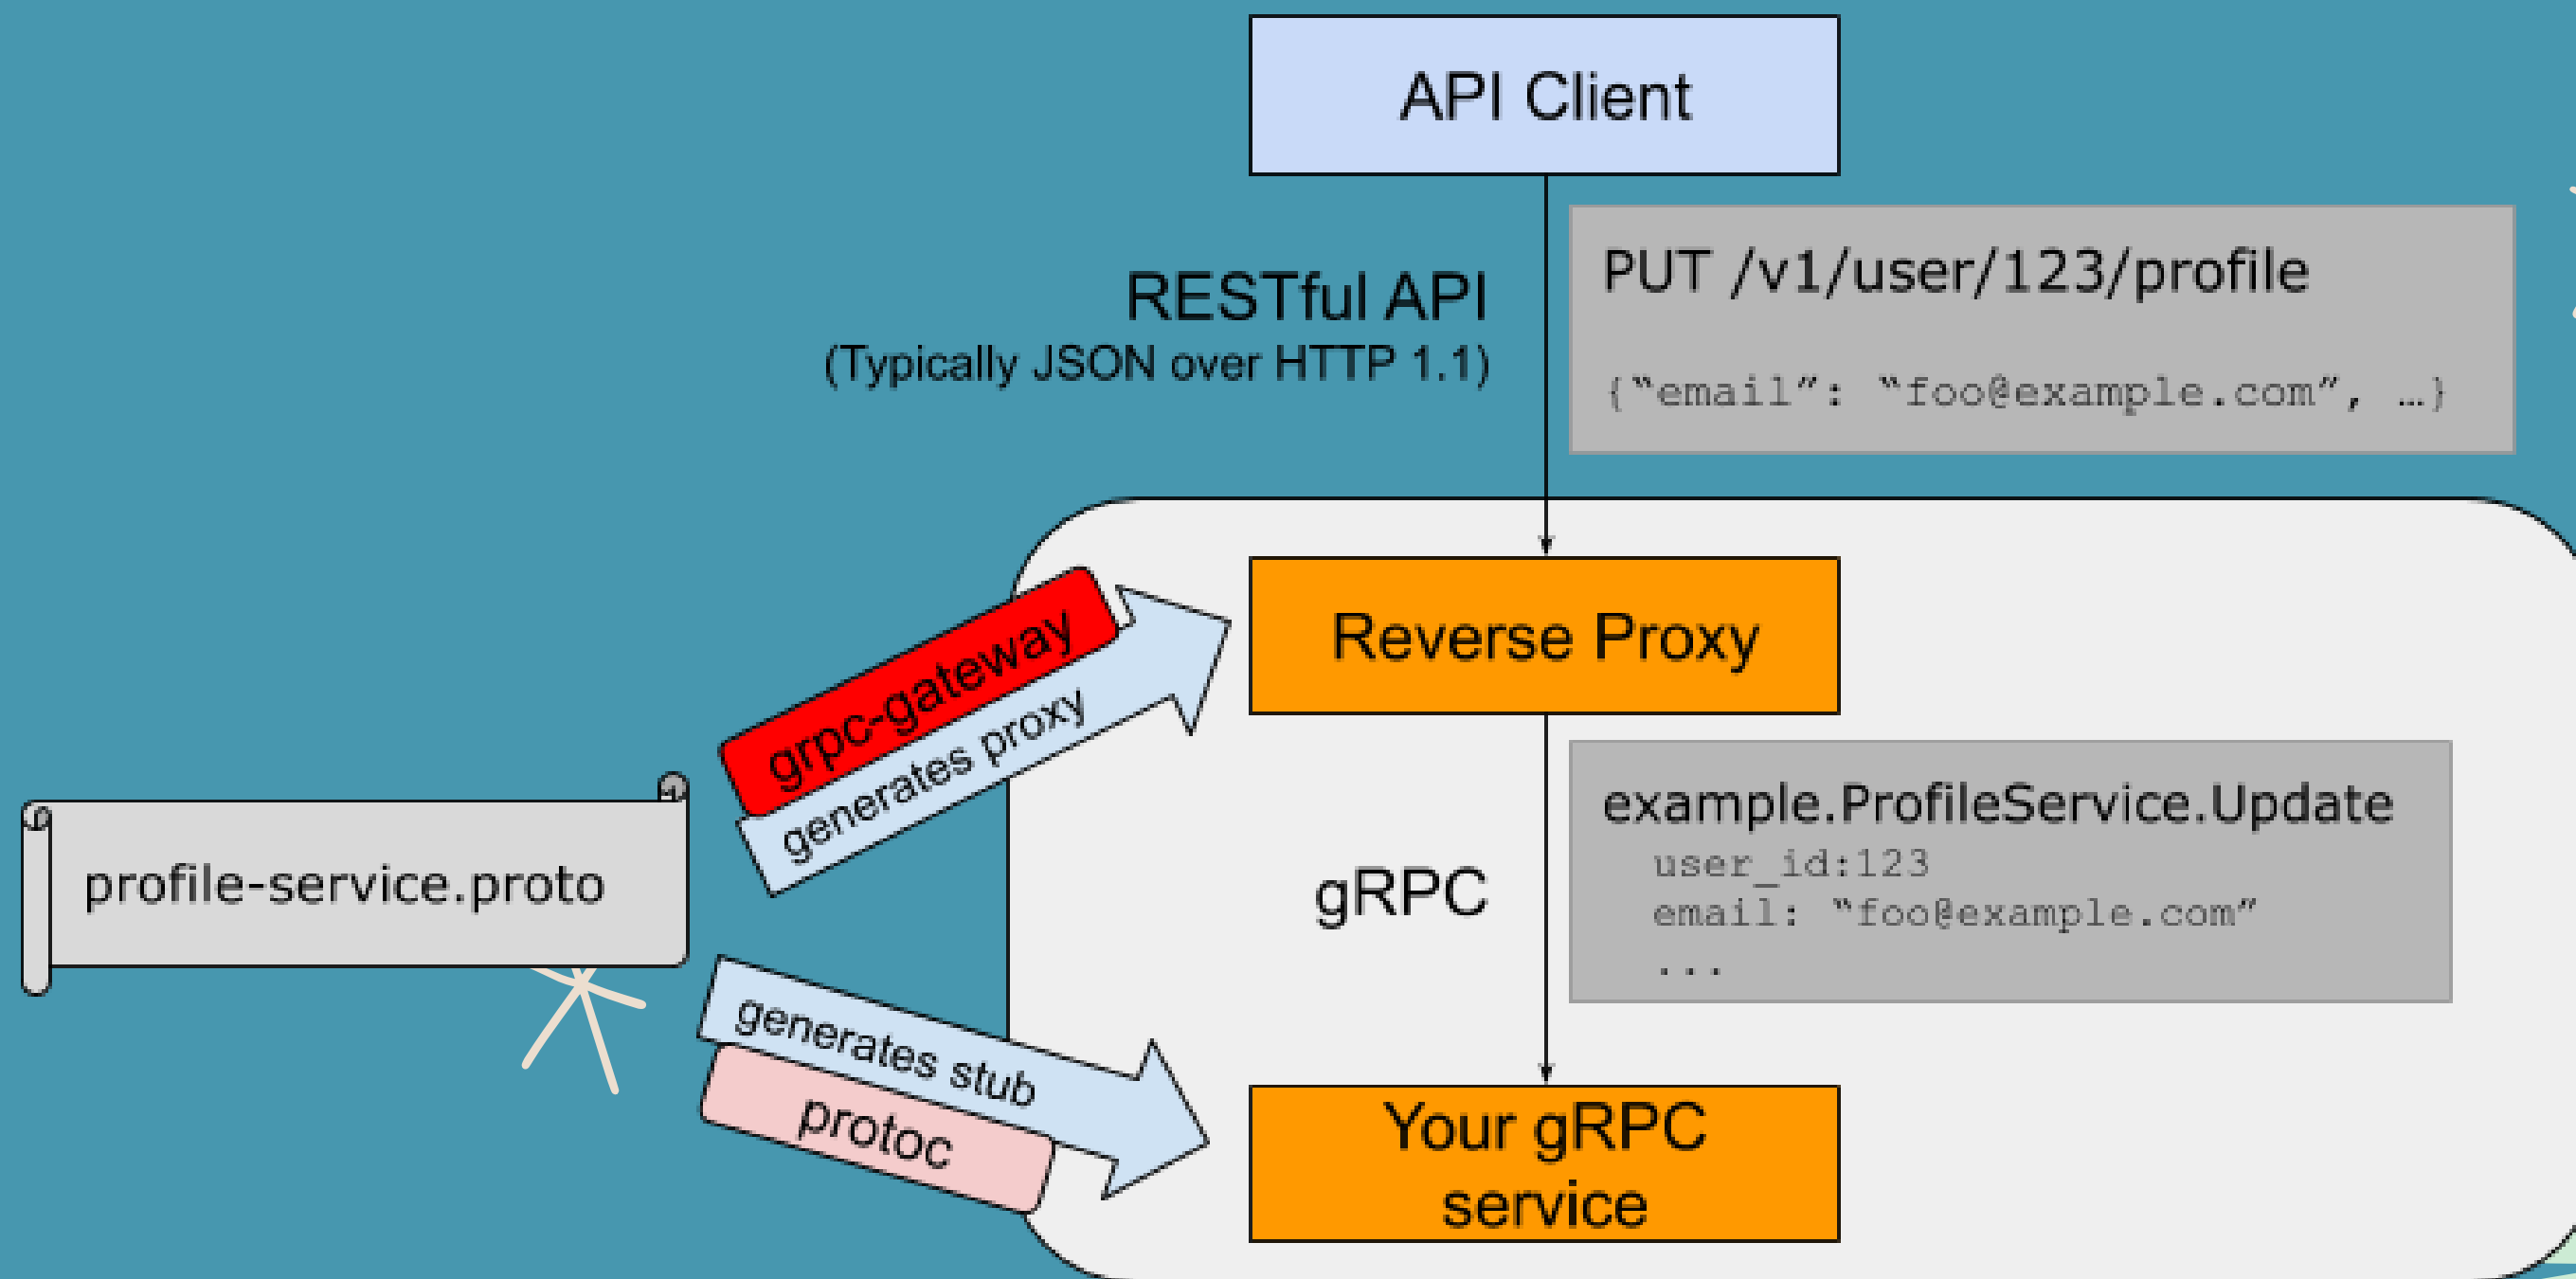 API Client
RESTful API
(Typically JSON over HTTP 1.1)
PUT /v1/user/123/profile
{“email”: “foo@example.com”, …}
grpc-gateway
generates proxy
Reverse Proxy
profile-service.proto
gRPC
example.ProfileService.Update
user_id:123
email: “foo@example.com”
...
generates stub
protoc
Your gRPC
service